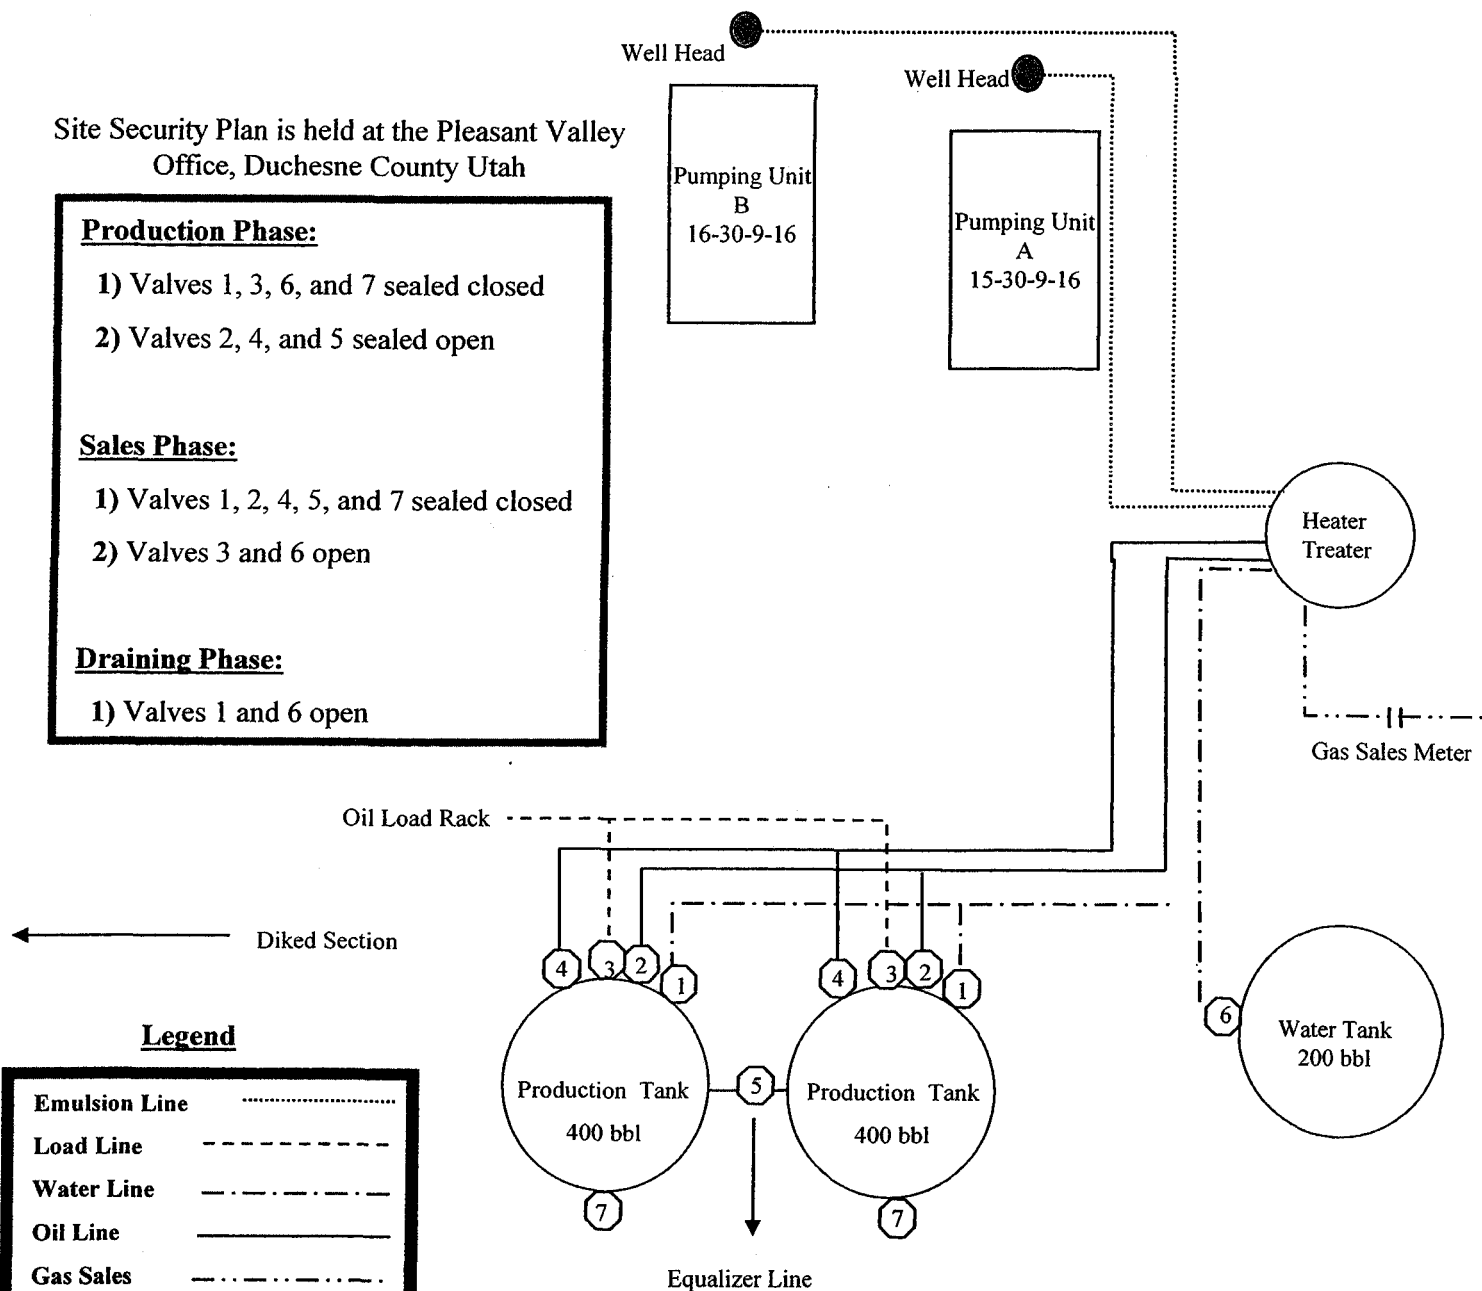 Well Head
Well Head
Site Security Plan is held at the Pleasant Valley
Office, Duchesne County Utah
Pumping Unit
B
16-30-9-16
Pumping Unit
A
15-30-9-16
Production Phase:
1) Valves 1, 3, 6, and 7 sealed closed
2) Valves 2, 4, and 5 sealed open
Sales Phase:
1) Valves 1, 2, 4, 5, and 7 sealed closed
2) Valves 3 and 6 open
Draining Phase:
1) Valves 1 and 6 open
Heater
Treater
Gas Sales Meter
Oil Load Rack
Diked Section
4 3 2 1
4 3 2 1
6
Water Tank
200 bbl
Production Tank
400 bbl
5
Production Tank
400 bbl
7
7
Equalizer Line
Legend
Emulsion Line
Load Line
Water Line
Oil Line
Gas Sales